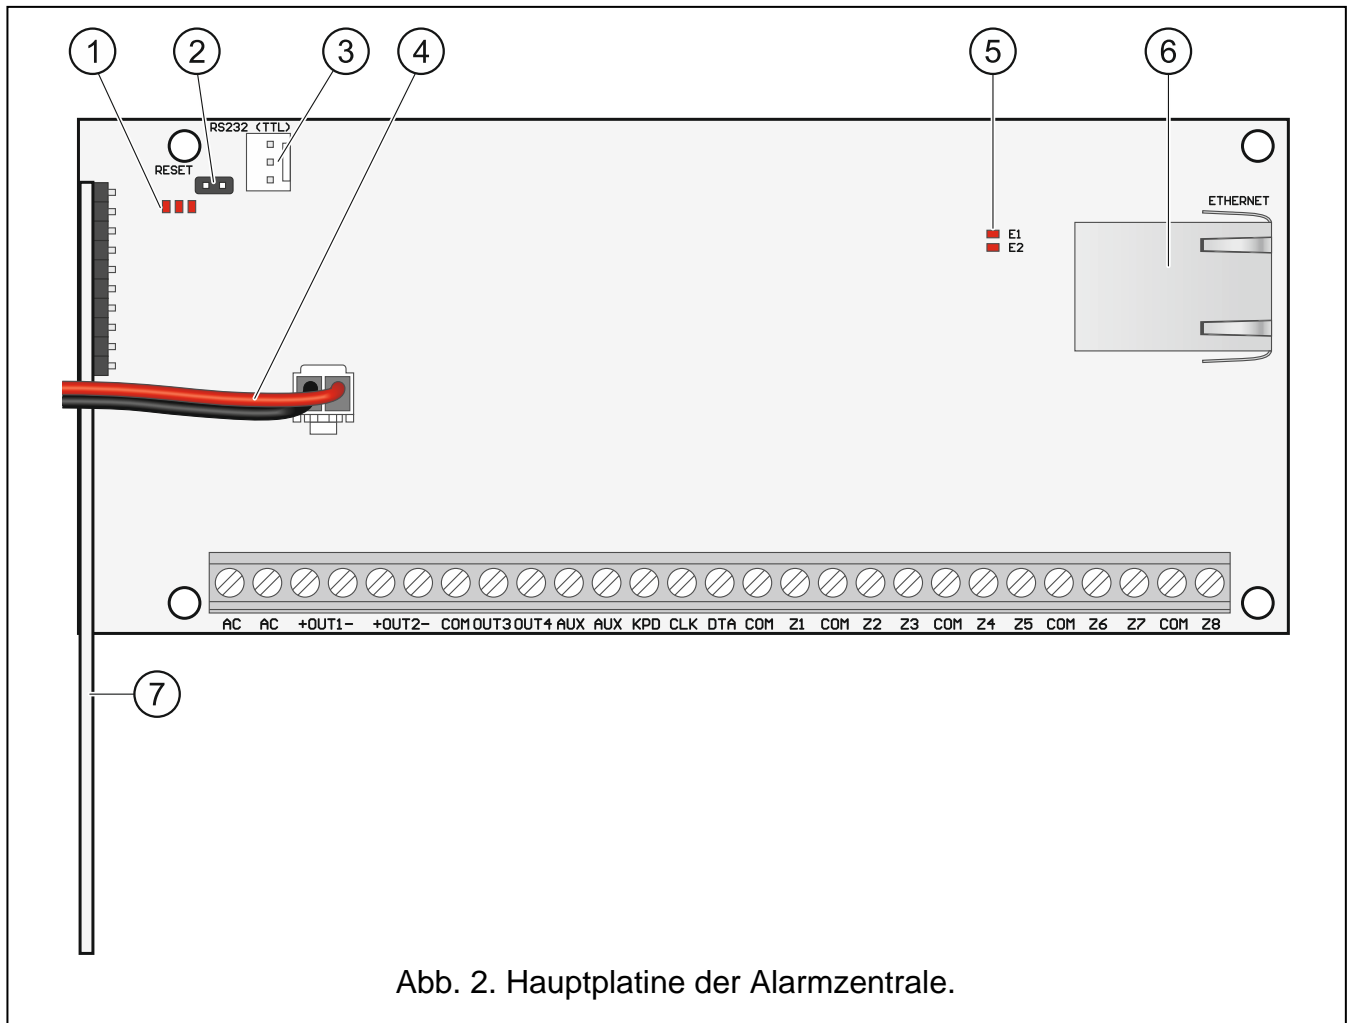 1 2 3 4 5 6
RS232 (TTL)
RESET
ETHERNET
E1
E2
AC AC +OUT1- +OUT2- COM OUT3 OUT4 AUX AUX KPD CLK DTA COM Z1 COM Z2 Z3 COM Z4 Z5 COM Z6 Z7 COM Z8
7
Abb. 2. Hauptplatine der Alarmzentrale.